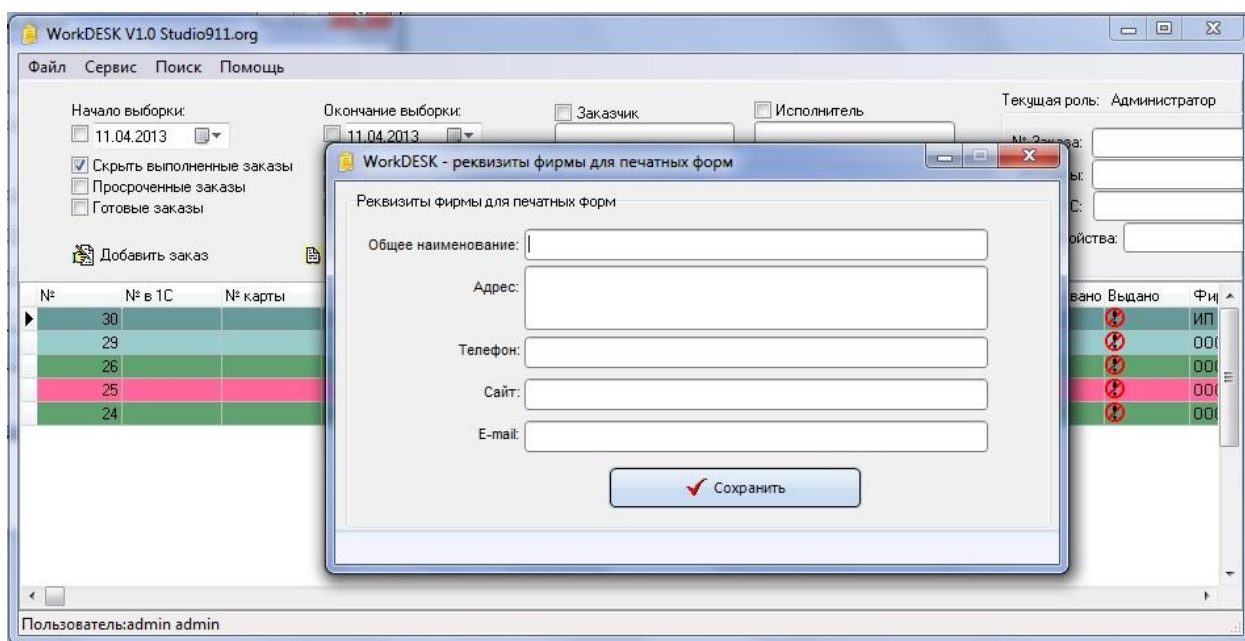 WorkDESK V1.0 Studio911.org
Файл Сервис Поиск Помощь
Начало выборки: Окончание выборки: Заказчик Исполнитель Текущая роль: Администратор
11.04.2013 11.04.2013
Скрыть выполненные заказы
Просроченные заказы
Готовые заказы
Добавить заказ
WorkDESK - реквизиты фирмы для печатных форм
Реквизиты фирмы для печатных форм
Общее наименование:
Адрес:
Телефон:
Сайт:
E-mail:
Сохранить
№ № в 1С № карты Выдано
30 ИП
29 ООО
26 ООО
25 ООО
24 ООО
Пользователь:admin admin